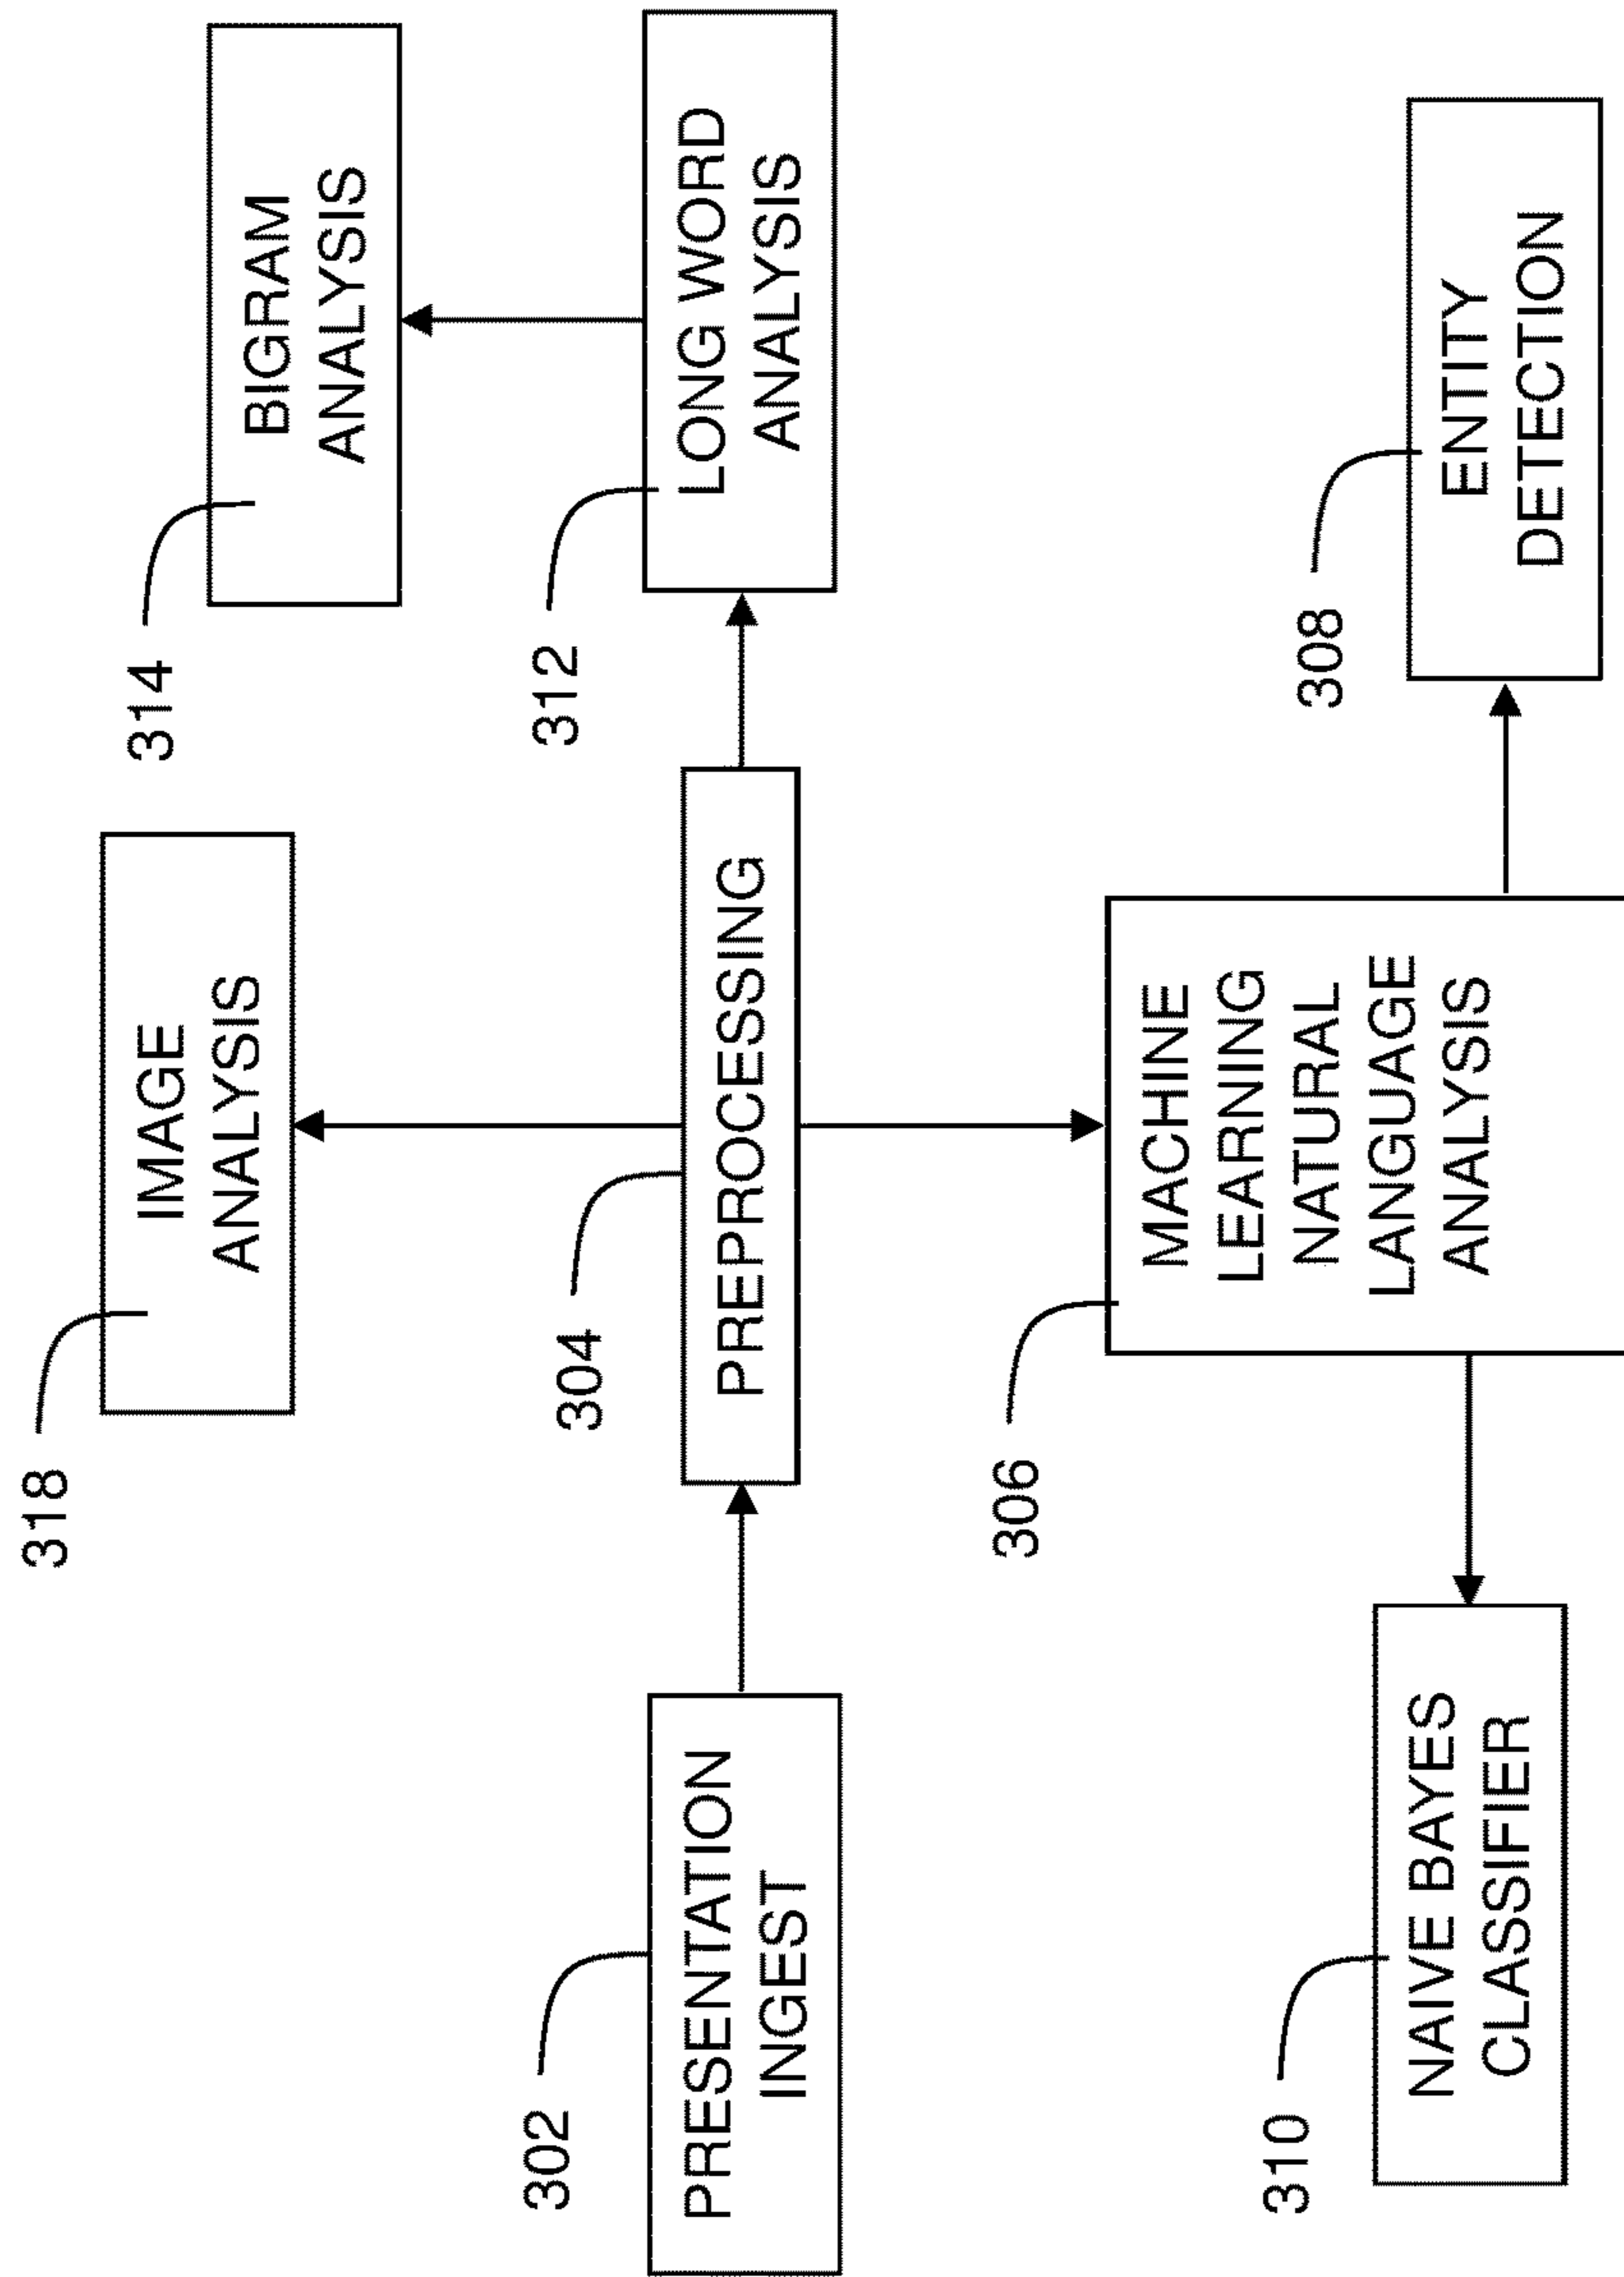 318
IMAGE
ANALYSIS
314
BIGRAM
ANALYSIS
302
PRESENTATION
INGEST
304
PREPROCESSING
312
LONG WORD
ANALYSIS
310
NAIVE BAYES
CLASSIFIER
306
MACHINE
LEARNING
NATURAL
LANGUAGE
ANALYSIS
308
ENTITY
DETECTION